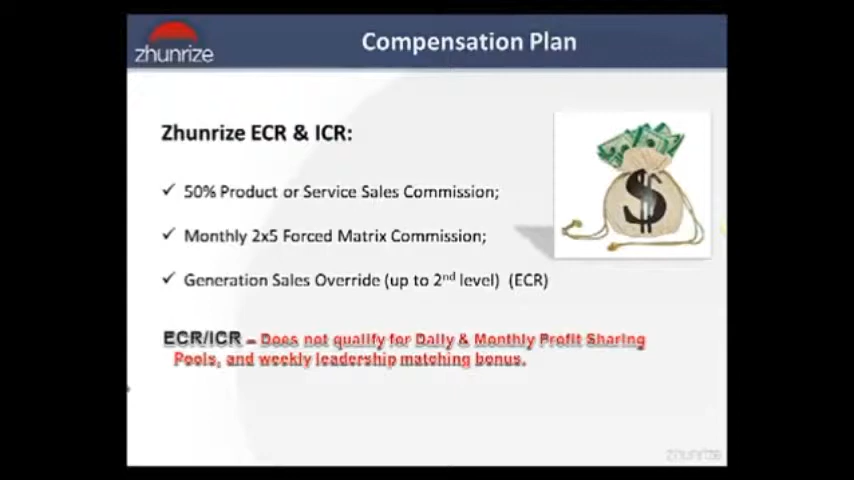 zhunrize
Compensation Plan
Zhunrize ECR & ICR:
✓ 50% Product or Service Sales Commission;
✓ Monthly 2x5 Forced Matrix Commission;
✓ Generation Sales Override (up to 2nd level) (ECR)
ECR/ICR – Does not qualify for Daily & Monthly Profit Sharing
Pools, and weekly leadership matching bonus.
zhunrize